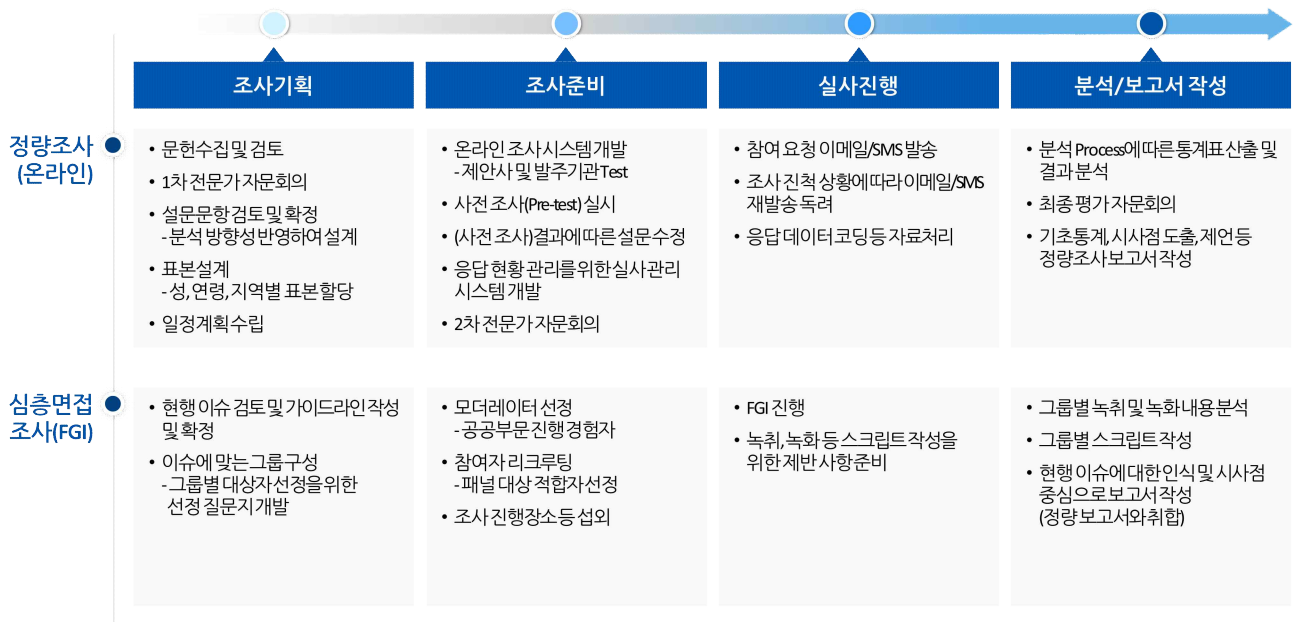 조사기획
조사준비
실사진행
분석/보고서 작성
정량조사
(온라인)
• 문헌수집 및 검토
• 1차 전문가 자문회의
• 설문문항 검토 및 확정
- 분석 방향성 반영하여 설계
• 표본설계
- 성, 연령, 지역별 표본 할당
• 일정계획 수립
• 온라인 조사 시스템 개발
- 제안사 및 발주기관 Test
• 사전 조사(Pre-test) 실시
• (사전 조사)결과에 따른 설문 수정
• 응답 현황 관리를 위한 실사 관리
시스템 개발
• 2차 전문가 자문회의
• 참여 요청 이메일/SMS 발송
• 조사 진척 상황에 따라 이메일/SMS
재발송 독려
• 응답 데이터 코딩 등 자료처리
• 분석 Process에 따른 통계표 산출 및
결과 분석
• 최종 평가 자문회의
• 기초통계, 시사점 도출, 제언 등
정량조사 보고서 작성
심층면접
조사(FGI)
• 현행 이슈 검토 및 가이드라인 작성
및 확정
• 이슈에 맞는 그룹 구성
- 그룹별 대상자 선정을 위한
선정 질문지 개발
• 모더레이터 선정
- 공공부문 진행 경험자
• 참여자 리크루팅
- 패널 대상 적합자 선정
• 조사 진행장소 등 섭외
• FGI 진행
• 녹취, 녹화 등 스크립트 작성을
위한 제반 사항 준비
• 그룹별 녹취 및 녹화 내용 분석
• 그룹별 스크립트 작성
• 현행 이슈에 대한 인식 및 시사점
중심으로 보고서 작성
(정량 보고서와 취합)